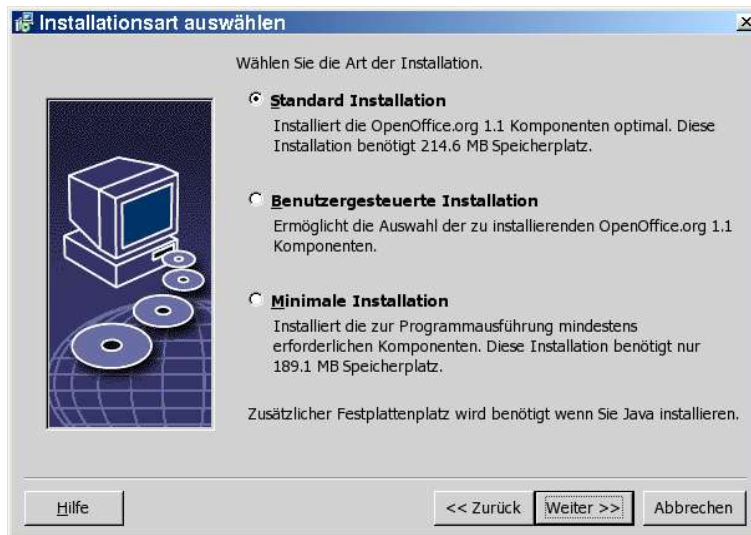 Installationsart auswählen
Wählen Sie die Art der Installation.
Standard Installation
Installiert die OpenOffice.org 1.1 Komponenten optimal. Diese
Installation benötigt 214.6 MB Speicherplatz.
Benutzergesteuerte Installation
Ermöglicht die Auswahl der zu installierenden OpenOffice.org 1.1
Komponenten.
Minimale Installation
Installiert die zur Programmausführung mindestens
erforderlichen Komponenten. Diese Installation benötigt nur
189.1 MB Speicherplatz.
Zusätzlicher Festplattenplatz wird benötigt wenn Sie Java installieren.
Hilfe
<< Zurück
Weiter >>
Abbrechen